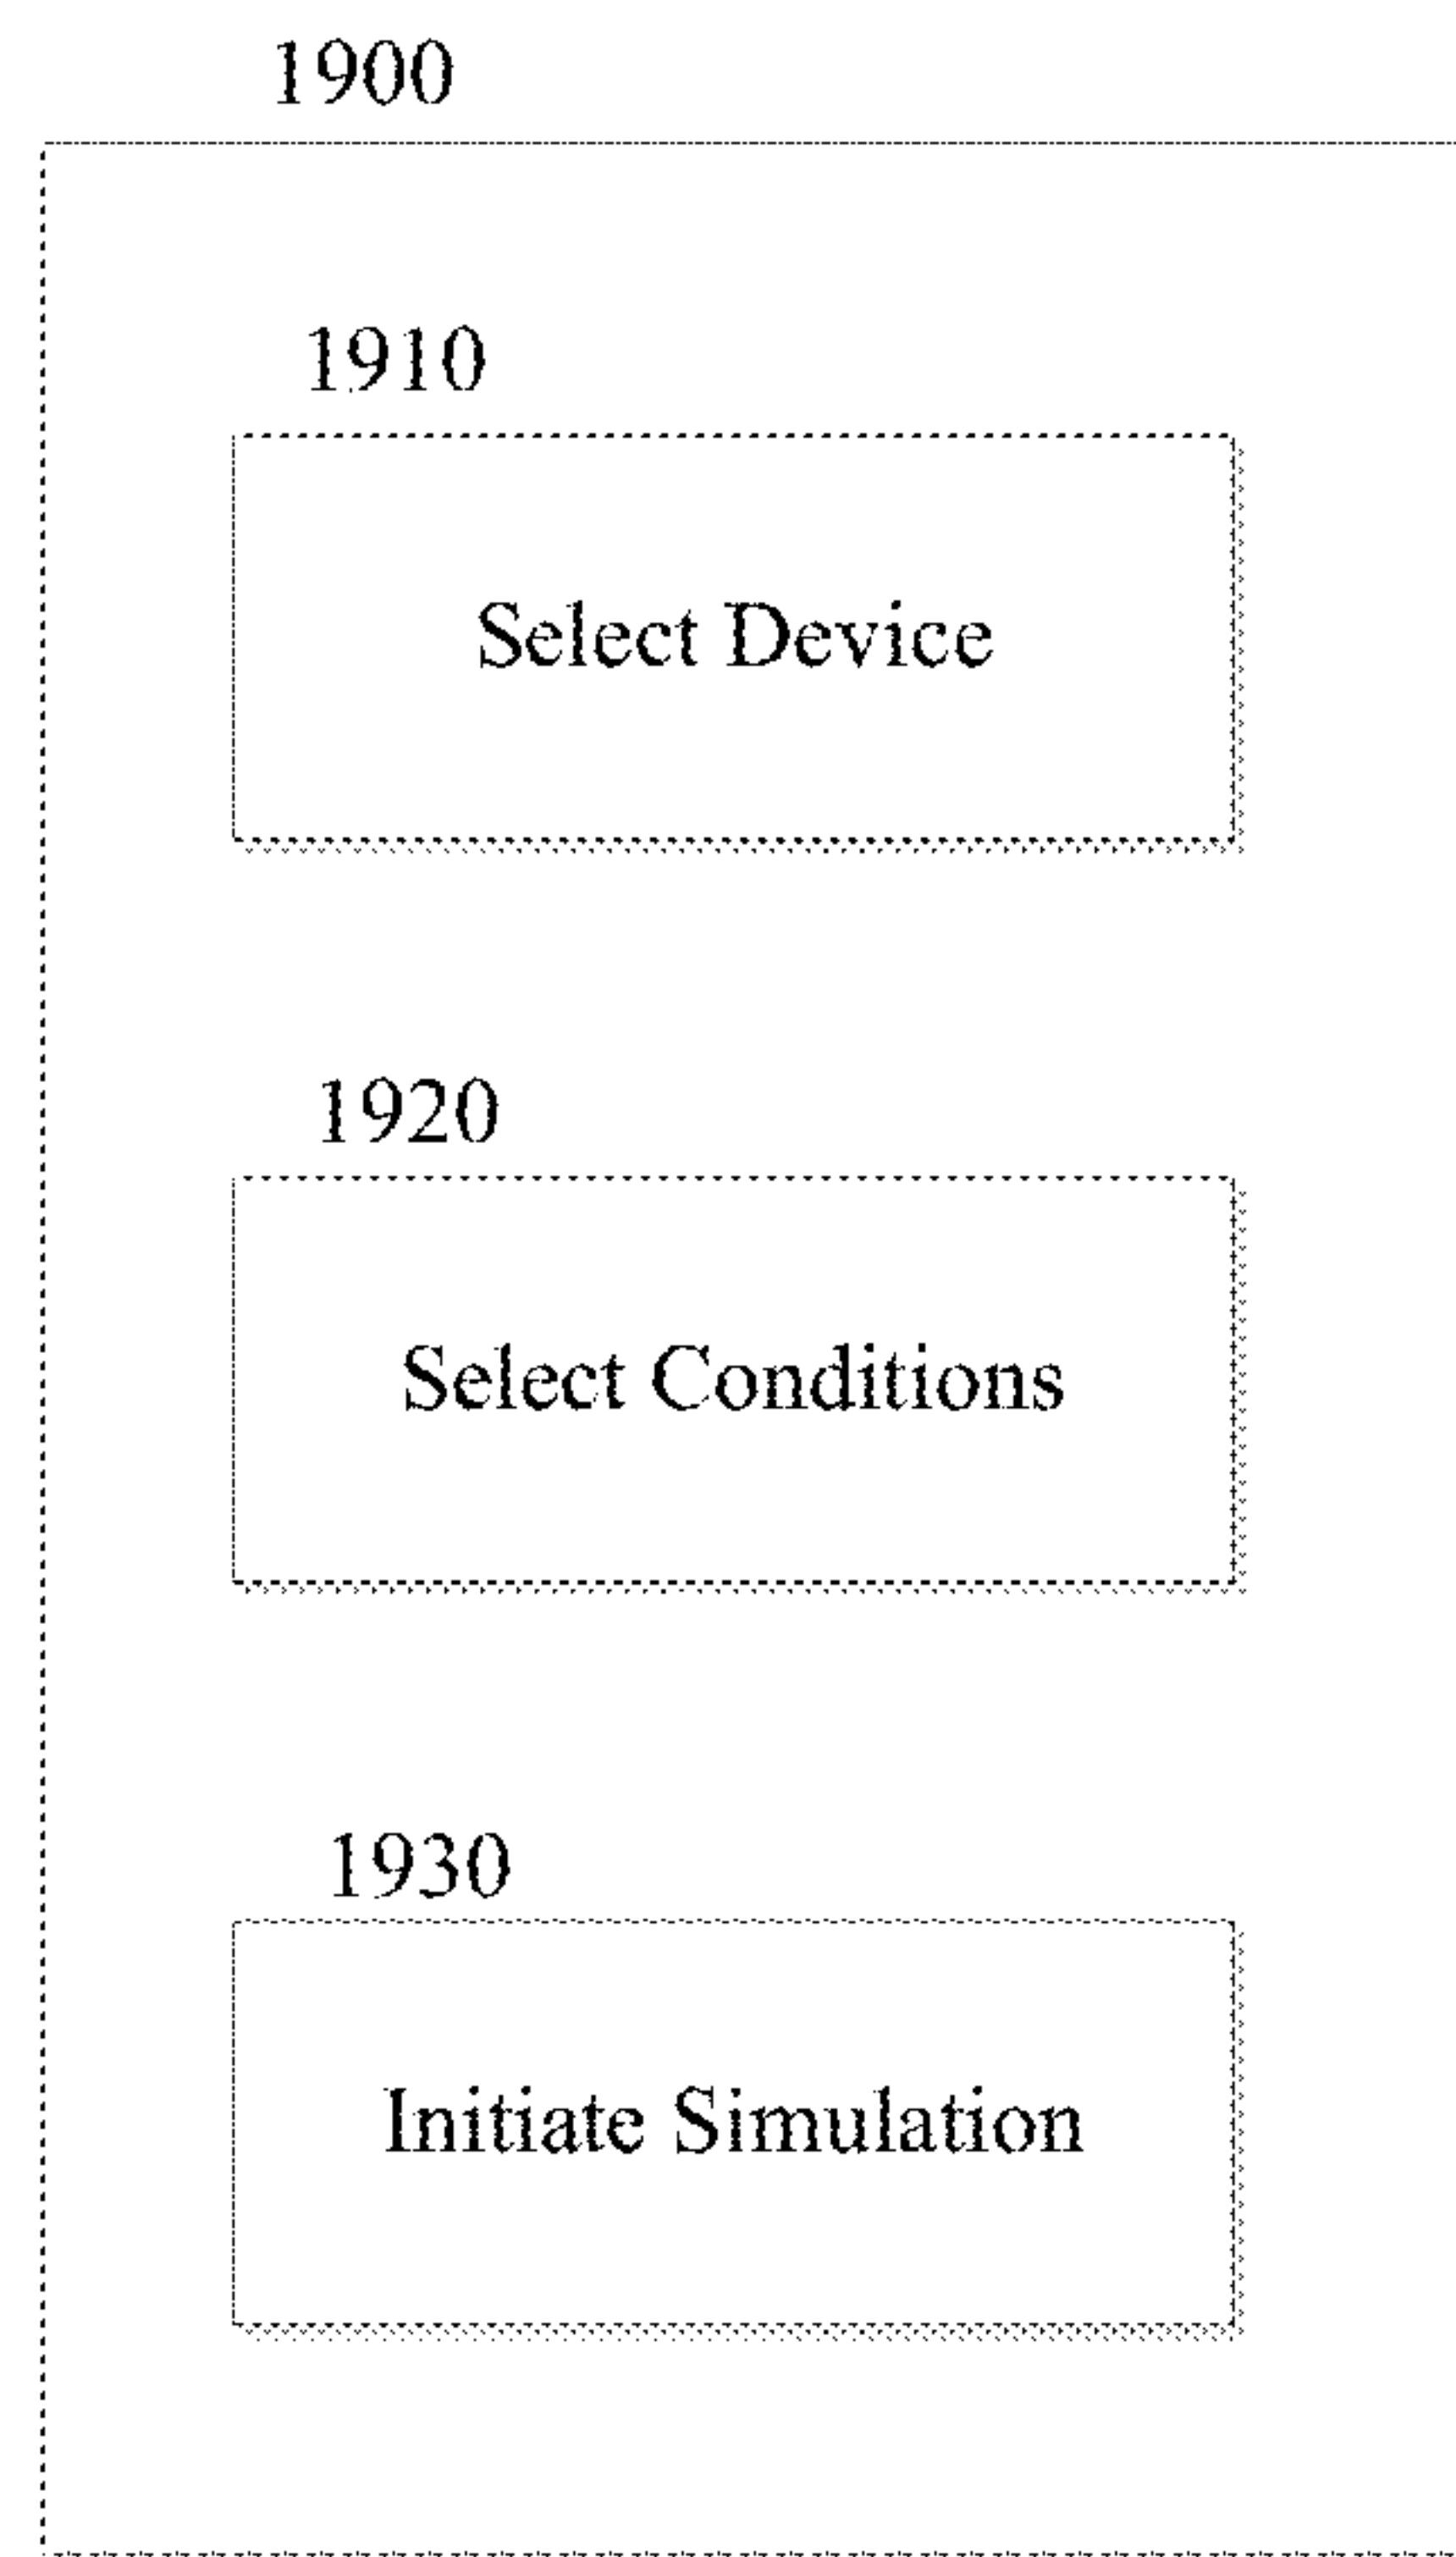 1900
1910
Select Device
1920
Select Conditions
1930
Initiate Simulation